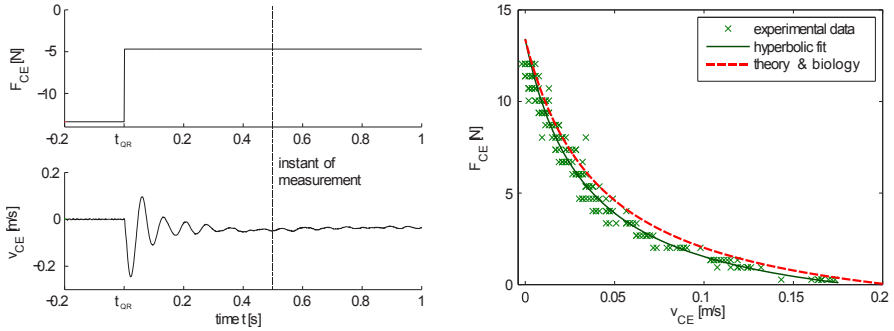 0
−5
−10
F_CE [N]
−0.2
t_QR
0.2
0.4
0.6
0.8
1
instant of
measurement
0.2
0
−0.2
v_CE [m/s]
−0.2
t_QR
0.2
0.4
0.6
0.8
1
time t [s]
15
10
5
0
F_CE [N]
experimental data
hyperbolic fit
theory & biology
0
0.05
0.1
0.15
0.2
v_CE [m/s]